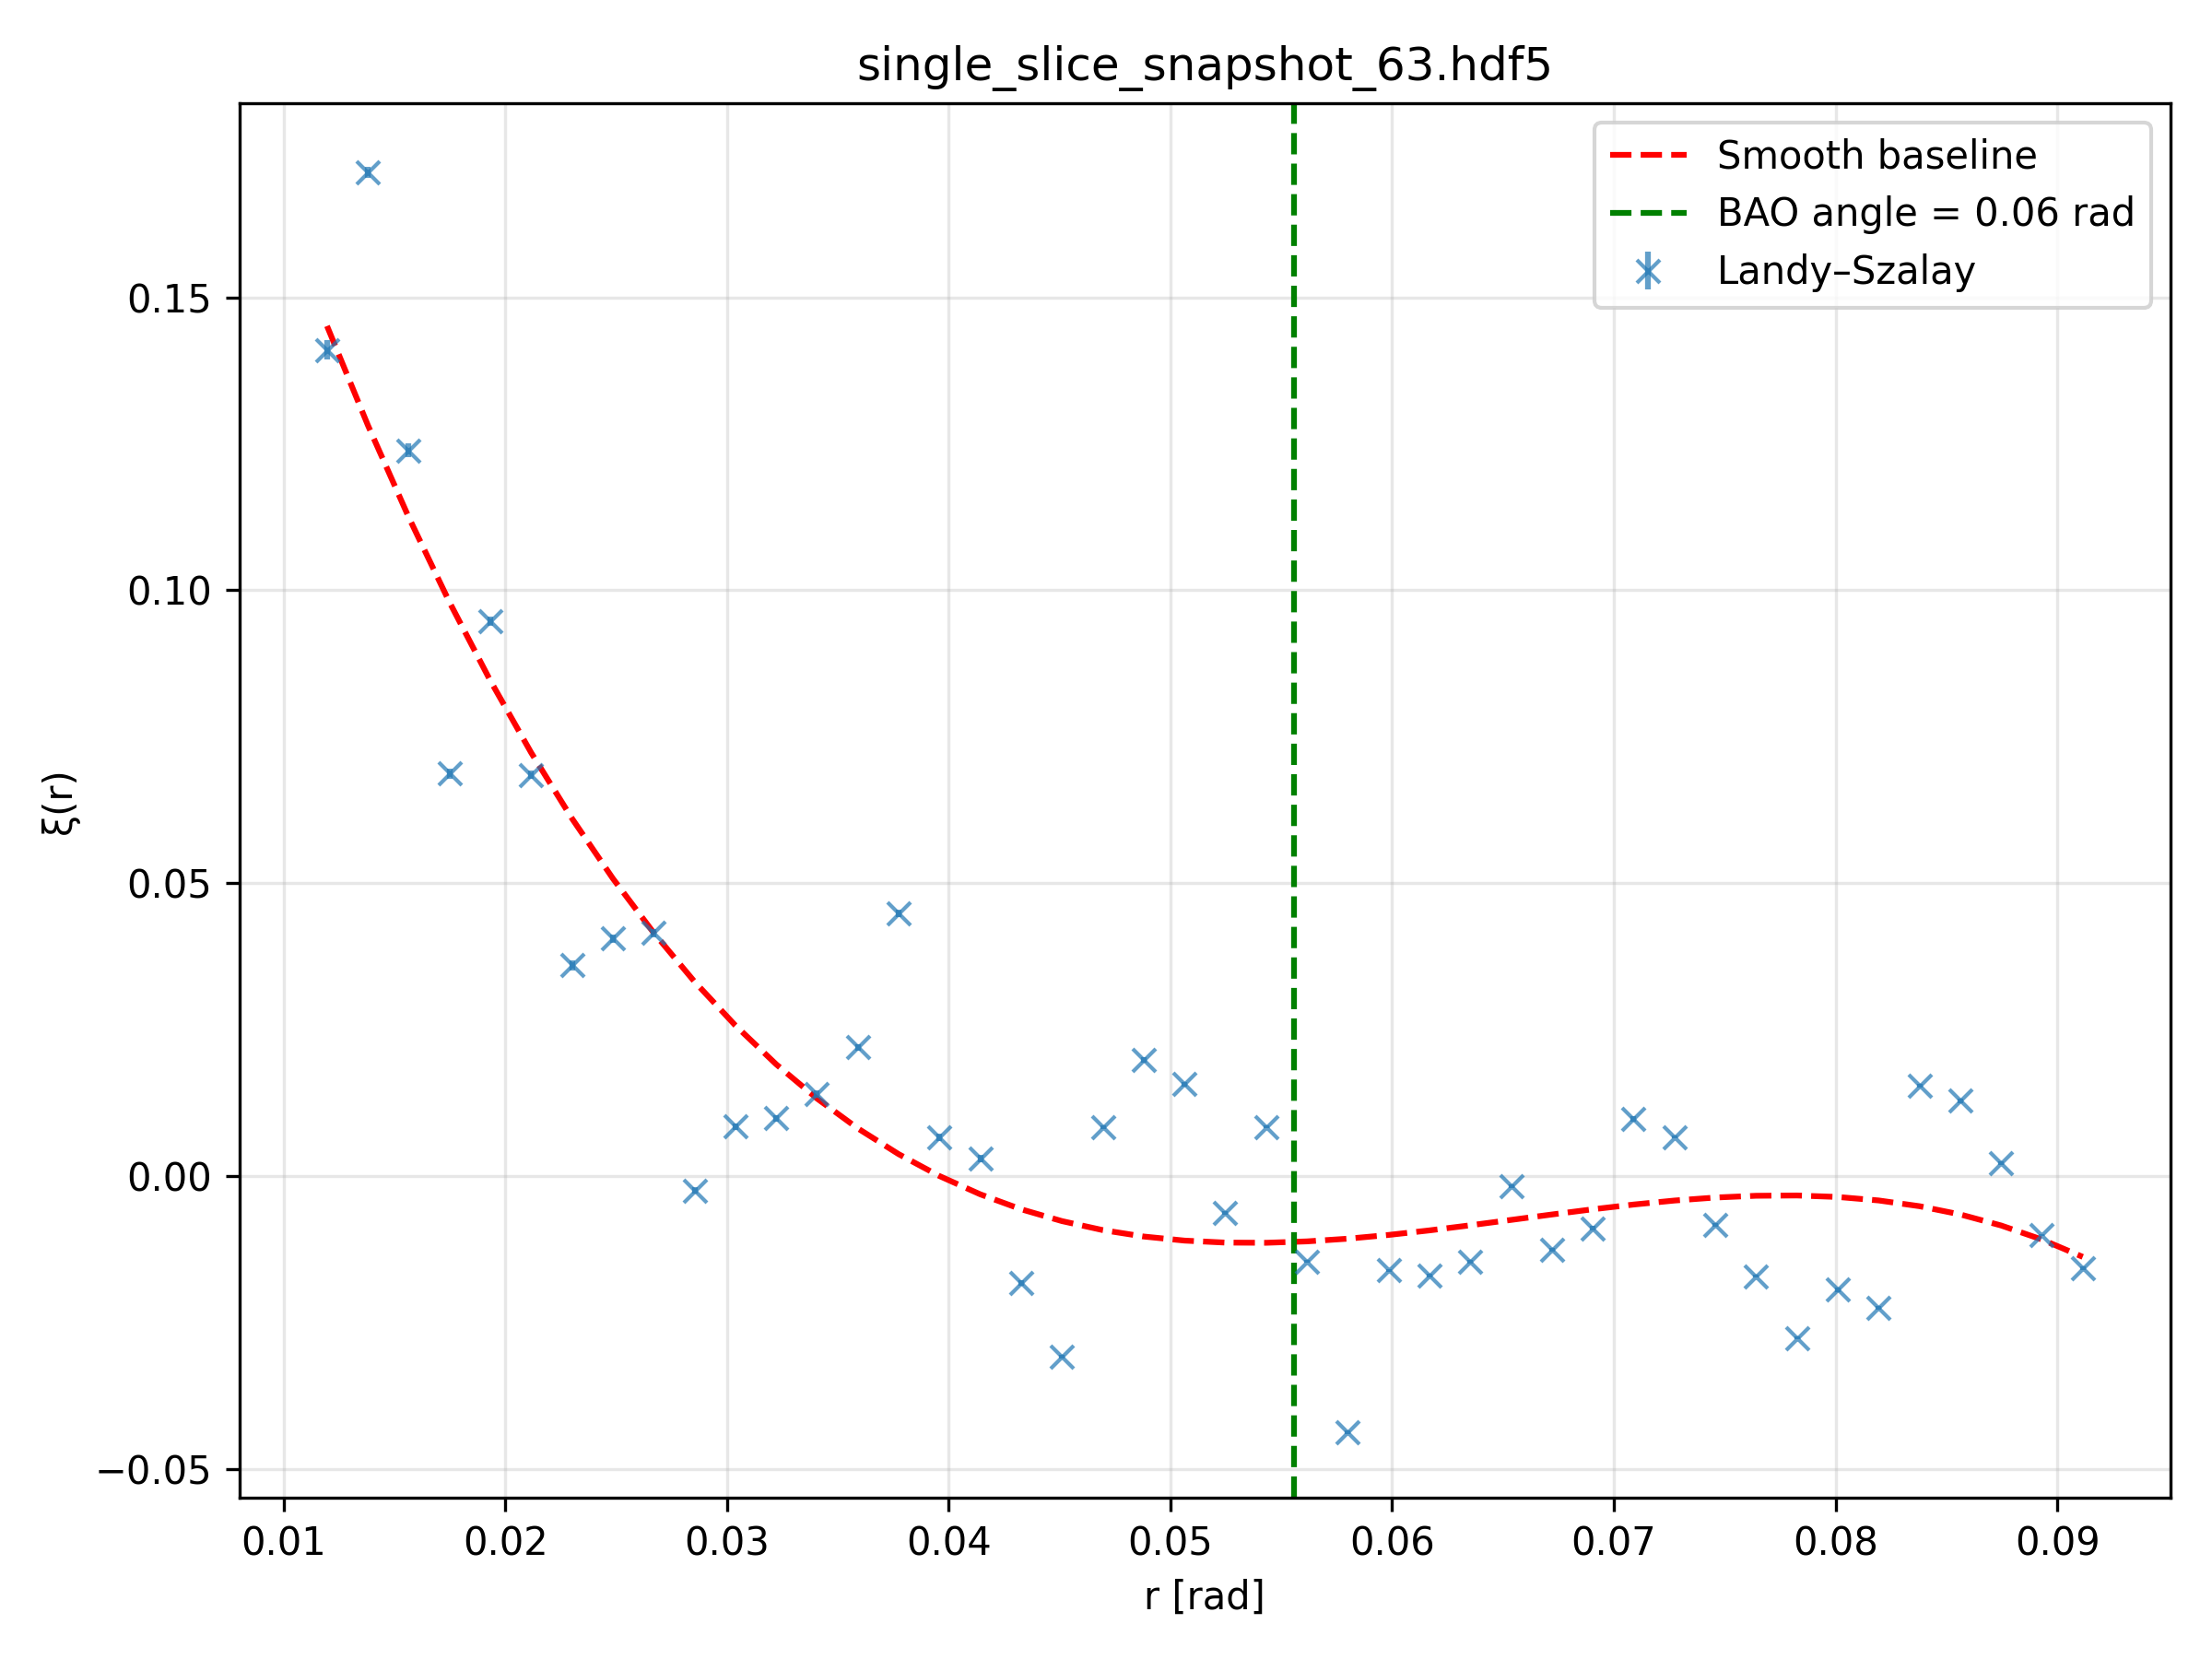 single_slice_snapshot_63.hdf5
Smooth baseline
BAO angle = 0.06 rad
Landy–Szalay
ξ(r)
0.15
0.10
0.05
0.00
−0.05
0.01 0.02 0.03 0.04 0.05 0.06 0.07 0.08 0.09
r [rad]